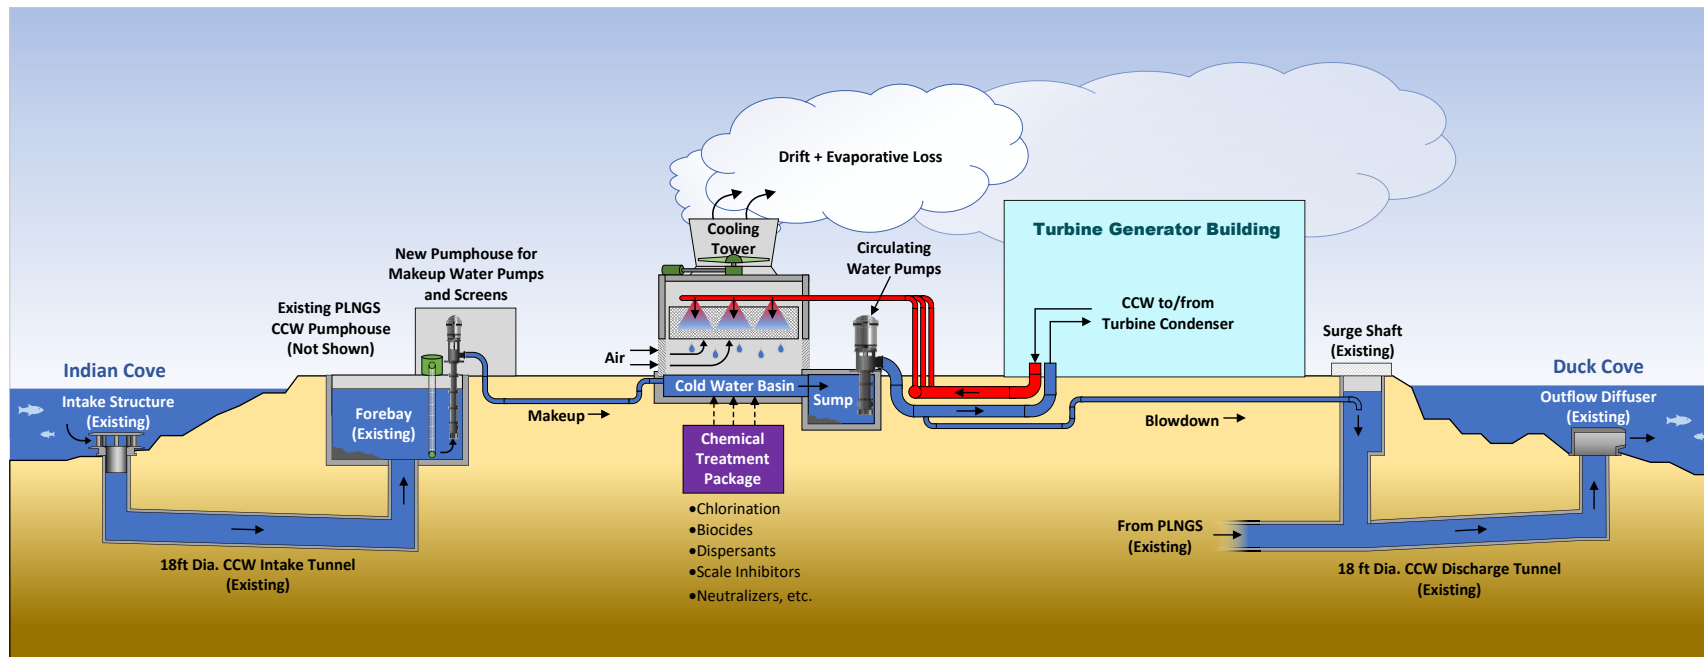 Drift + Evaporative Loss
Cooling
Tower
Turbine Generator Building
New Pumphouse for
Makeup Water Pumps
and Screens
Circulating
Water Pumps
Existing PLNGS
CCW Pumphouse
(Not Shown)
CCW to/from
Turbine Condenser
Surge Shaft
(Existing)
Air
Indian Cove
Duck Cove
Intake Structure
(Existing)
Forebay
(Existing)
Makeup
Cold Water Basin
Sump
Blowdown
Outflow Diffuser
(Existing)
Chemical
Treatment
Package
•Chlorination
•Biocides
•Dispersants
•Scale Inhibitors
•Neutralizers, etc.
From PLNGS
(Existing)
18ft Dia. CCW Intake Tunnel
(Existing)
18 ft Dia. CCW Discharge Tunnel
(Existing)